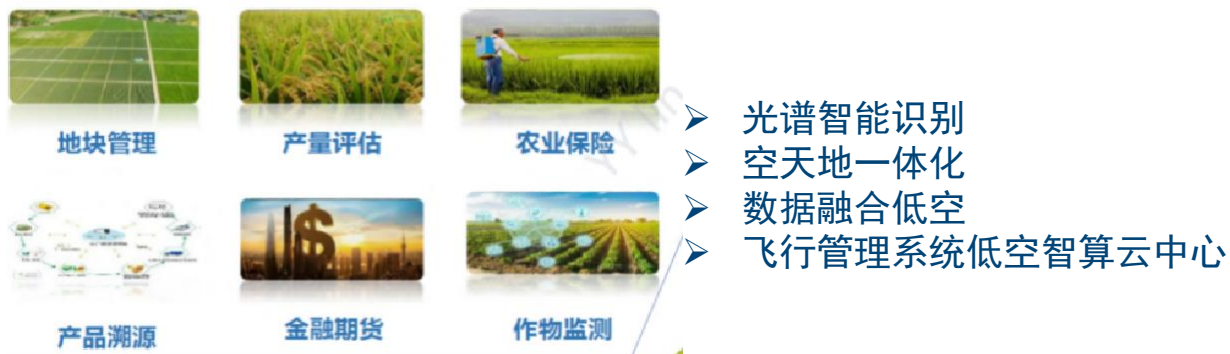 地块管理
产量评估
农业保险
产品溯源
金融期货
作物监测
➢ 光谱智能识别
➢ 空天地一体化
➢ 数据融合低空
➢ 飞行管理系统低空智算云中心